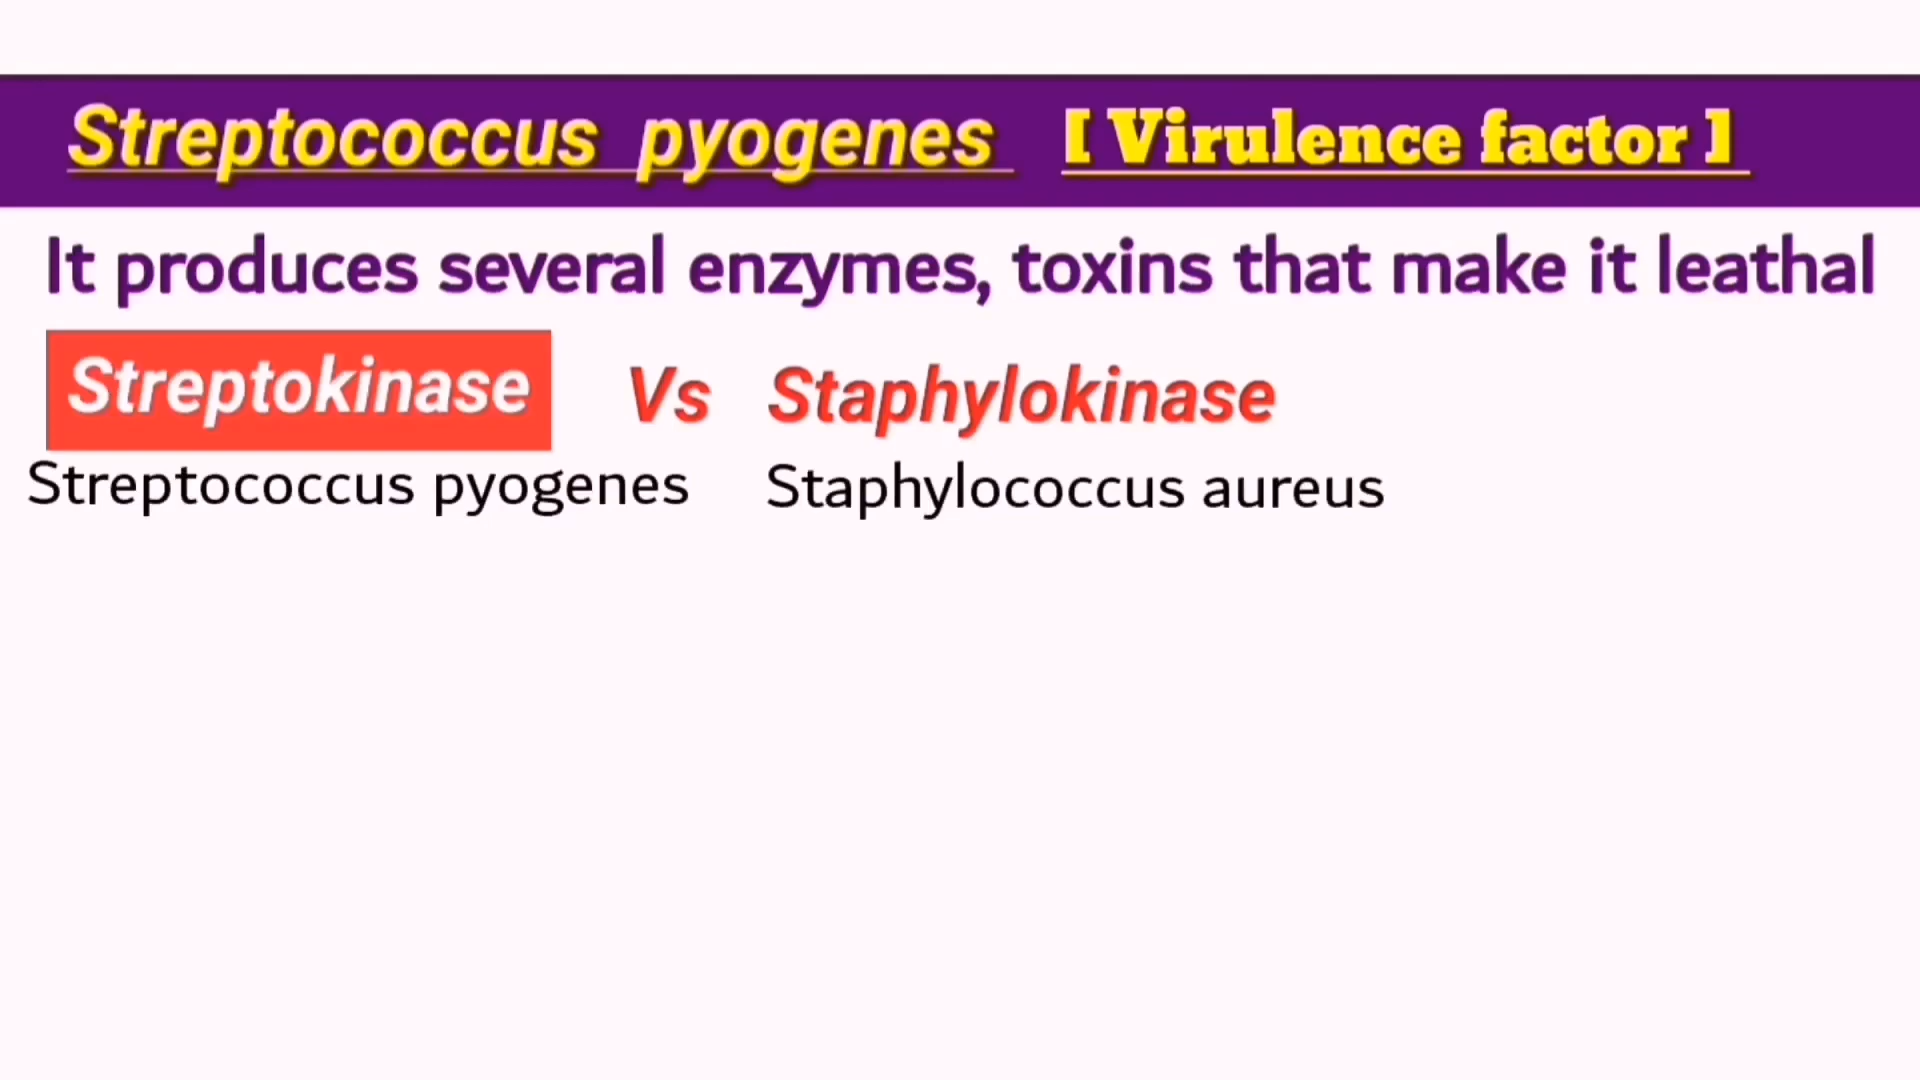 Streptococcus pyogenes [ Virulence factor ]
It produces several enzymes, toxins that make it leathal
Streptokinase Vs Staphylokinase
Streptococcus pyogenes Staphylococcus aureus